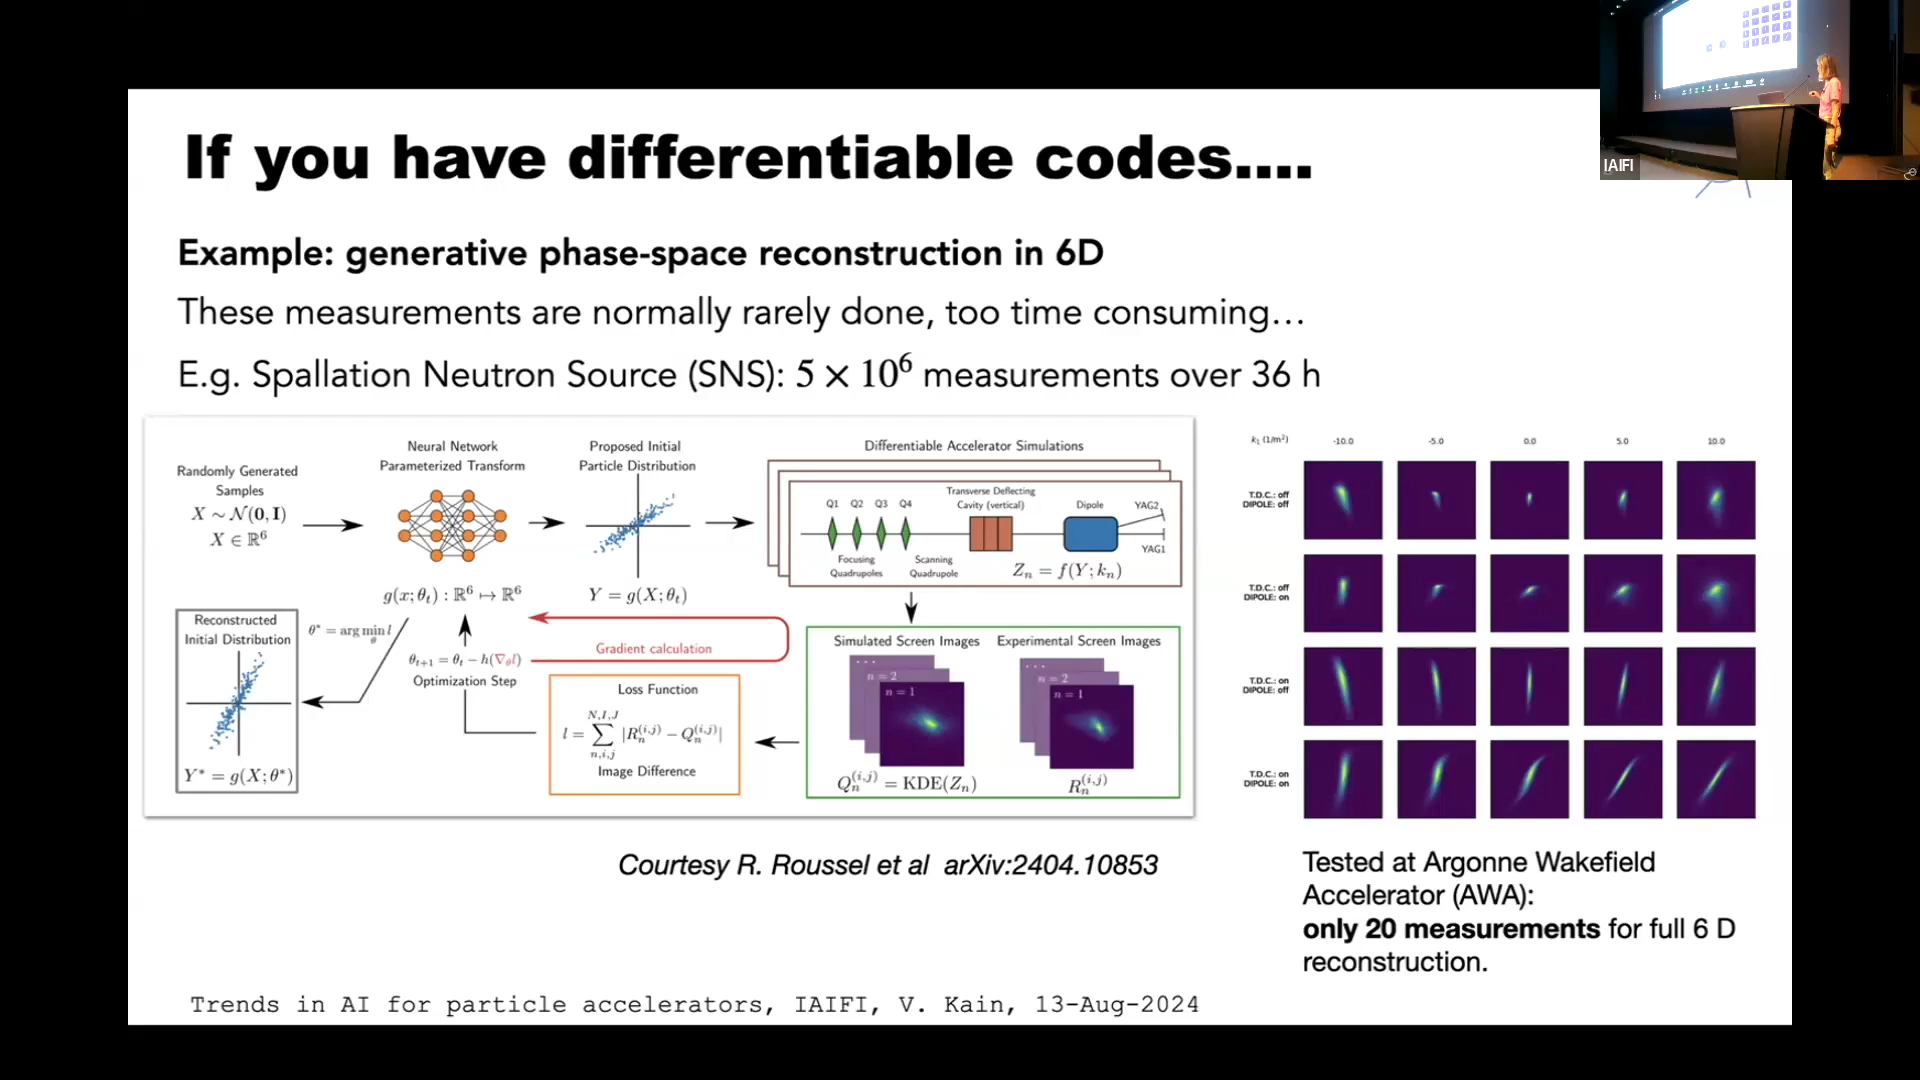 IAIFI
If you have differentiable codes....
Example: generative phase-space reconstruction in 6D
These measurements are normally rarely done, too time consuming…
E.g. Spallation Neutron Source (SNS): 5 × 10⁶ measurements over 36 h
Randomly Generated
Samples
X ∼ 𝒩(0, I)
X ∈ ℝ⁶
Neural Network
Parameterized Transform
g(x; θₜ) : ℝ⁶ ↦ ℝ⁶
Proposed Initial
Particle Distribution
Y = g(X; θₜ)
Differentiable Accelerator Simulations
Q1 Q2 Q3 Q4
Focusing
Quadrupoles
Scanning
Quadrupole
Transverse Deflecting
Cavity (vertical)
Dipole
YAG2
YAG1
Zₙ = f(Y; kₙ)
Reconstructed
Initial Distribution
Y* = g(X; θ*)
θ* = arg min l
θ
θₜ₊₁ = θₜ − h(∇_θ l)
Optimization Step
Gradient calculation
Loss Function
l = ∑_{n,i,j}^{N,I,J} |Rₙ^{(i,j)} − Qₙ^{(i,j)}|
Image Difference
Simulated Screen Images
...
n = 2
n = 1
Qₙ^{(i,j)} = KDE(Zₙ)
Experimental Screen Images
...
n = 2
n = 1
Rₙ^{(i,j)}
k₁ (1/m²) -10.0 -5.0 0.0 5.0 10.0
T.D.C.: off
DIPOLE: off
T.D.C.: off
DIPOLE: on
T.D.C.: on
DIPOLE: off
T.D.C.: on
DIPOLE: on
Courtesy R. Roussel et al arXiv:2404.10853
Tested at Argonne Wakefield
Accelerator (AWA):
only 20 measurements for full 6 D
reconstruction.
Trends in AI for particle accelerators, IAIFI, V. Kain, 13-Aug-2024